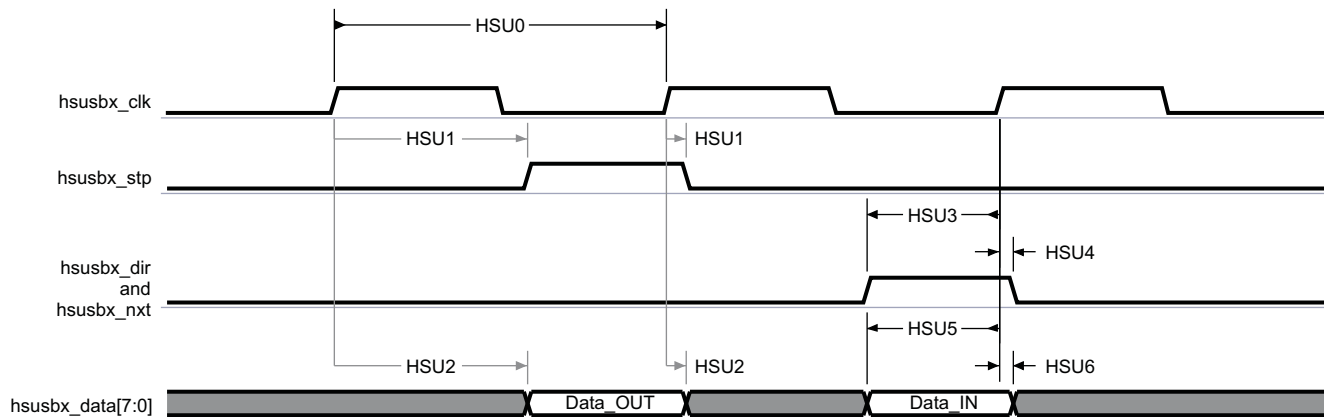 HSU0
hsusbx_clk
HSU1 HSU1
hsusbx_stp
HSU3
HSU4
hsusbx_dir
and
hsusbx_nxt
HSU5
HSU2 HSU2 HSU6
hsusbx_data[7:0] Data_OUT Data_IN